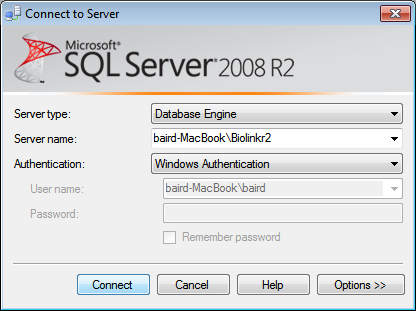 Connect to Server
Microsoft®
SQL Server® 2008 R2
Server type: Database Engine
Server name: baird-MacBook\Biolinkr2
Authentication: Windows Authentication
User name: baird-MacBook\baird
Password:
Remember password
Connect Cancel Help Options >>